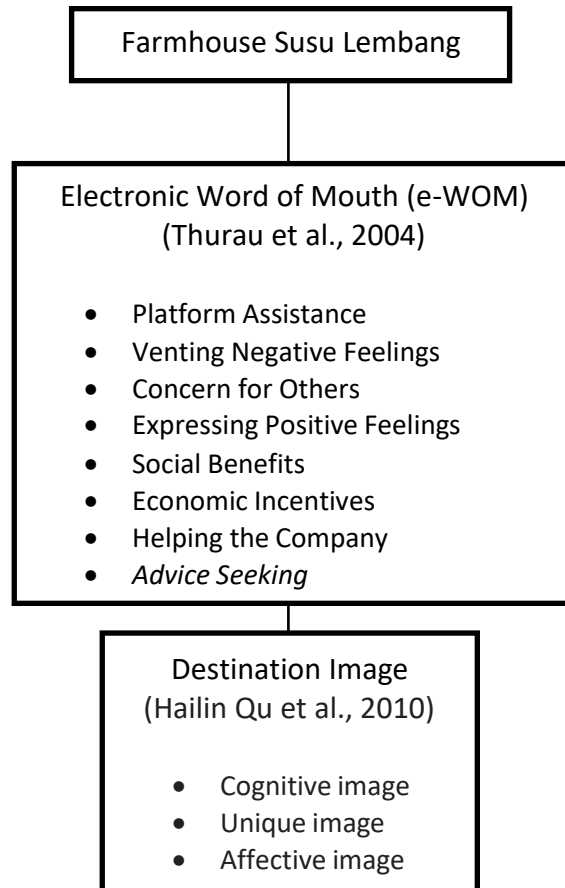 Farmhouse Susu Lembang
Electronic Word of Mouth (e-WOM)
(Thurau et al., 2004)
• Platform Assistance
• Venting Negative Feelings
• Concern for Others
• Expressing Positive Feelings
• Social Benefits
• Economic Incentives
• Helping the Company
• Advice Seeking
Destination Image
(Hailin Qu et al., 2010)
• Cognitive image
• Unique image
• Affective image